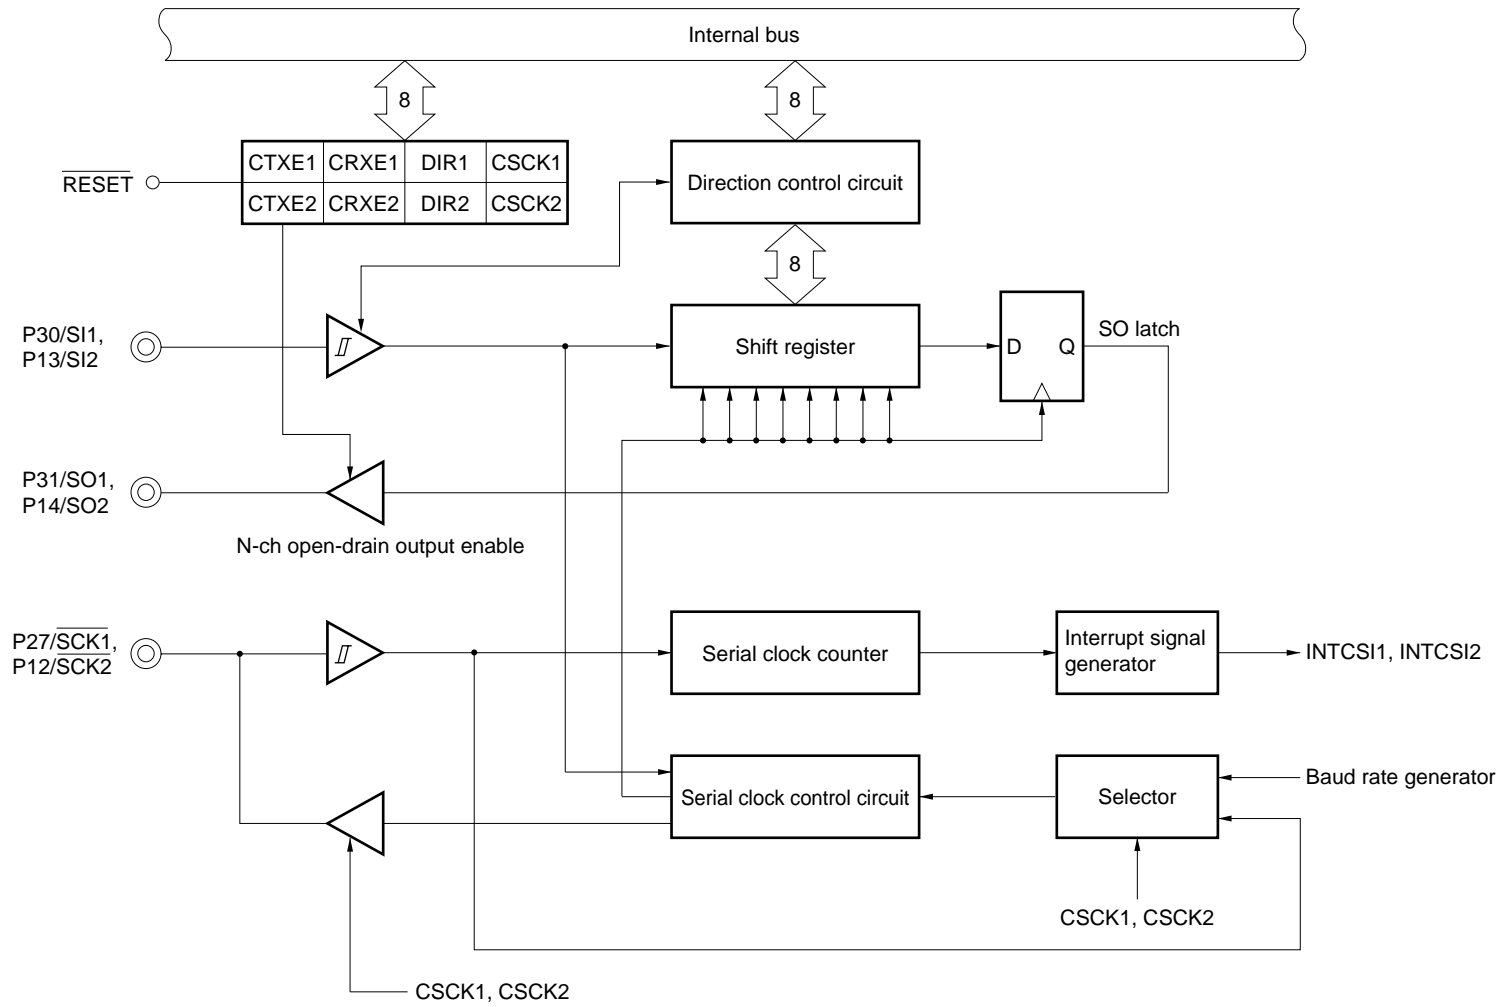 Internal bus
8
8
RESET
CTXE1 CRXE1 DIR1 CSCK1
CTXE2 CRXE2 DIR2 CSCK2
Direction control circuit
8
P30/SI1,
P13/SI2
Shift register
D Q
SO latch
P31/SO1,
P14/SO2
N-ch open-drain output enable
P27/SCK1,
P12/SCK2
Serial clock counter
Interrupt signal
generator
INTCSI1, INTCSI2
Serial clock control circuit
Selector
Baud rate generator
CSCK1, CSCK2
CSCK1, CSCK2